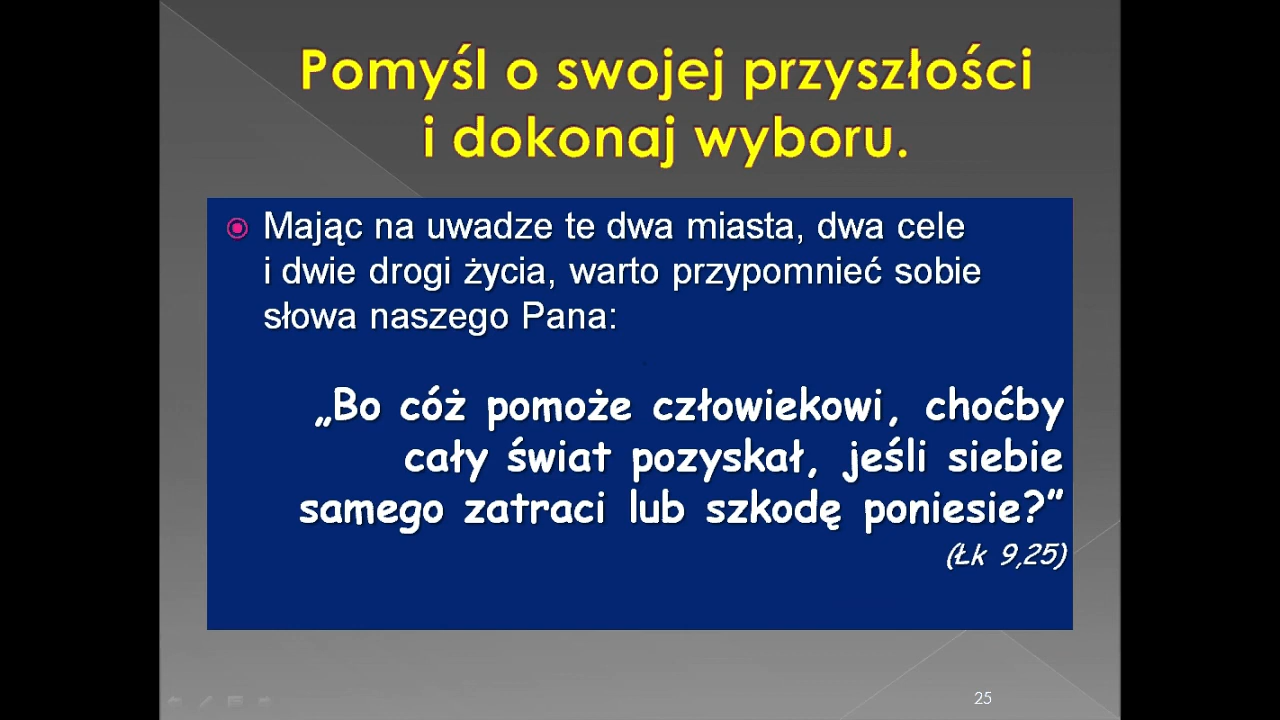 Pomyśl o swojej przyszłości
i dokonaj wyboru.
Mając na uwadze te dwa miasta, dwa cele
i dwie drogi życia, warto przypomnieć sobie
słowa naszego Pana:
„Bo cóż pomoże człowiekowi, choćby
cały świat pozyskał, jeśli siebie
samego zatraci lub szkodę poniesie?”
(Łk 9,25)
25